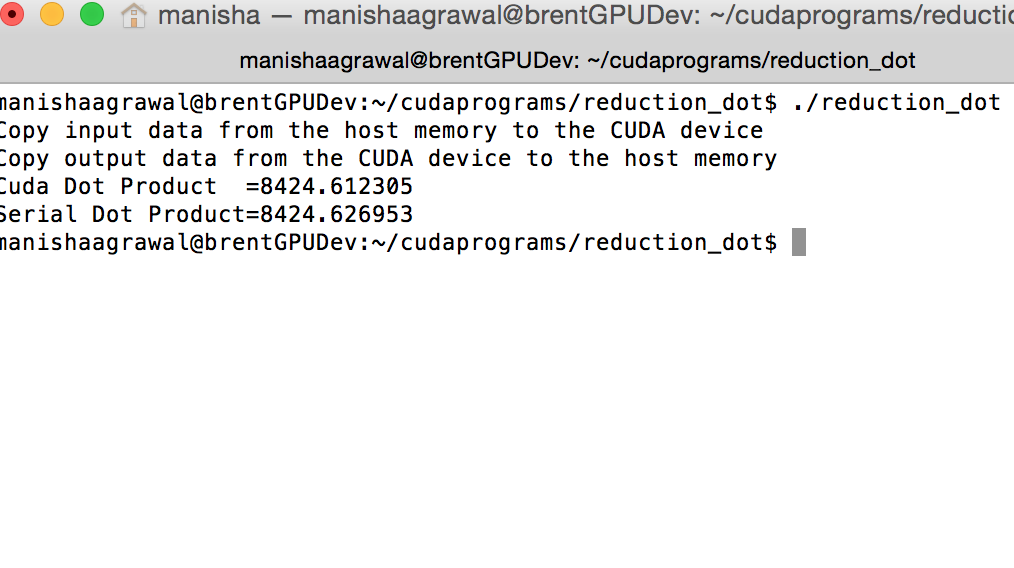 manisha — manishaagrawal@brentGPUDev: ~/cudaprograms/reductio
manishaagrawal@brentGPUDev: ~/cudaprograms/reduction_dot
manishaagrawal@brentGPUDev:~/cudaprograms/reduction_dot$ ./reduction_dot
Copy input data from the host memory to the CUDA device
Copy output data from the CUDA device to the host memory
Cuda Dot Product  =8424.612305
Serial Dot Product=8424.626953
manishaagrawal@brentGPUDev:~/cudaprograms/reduction_dot$